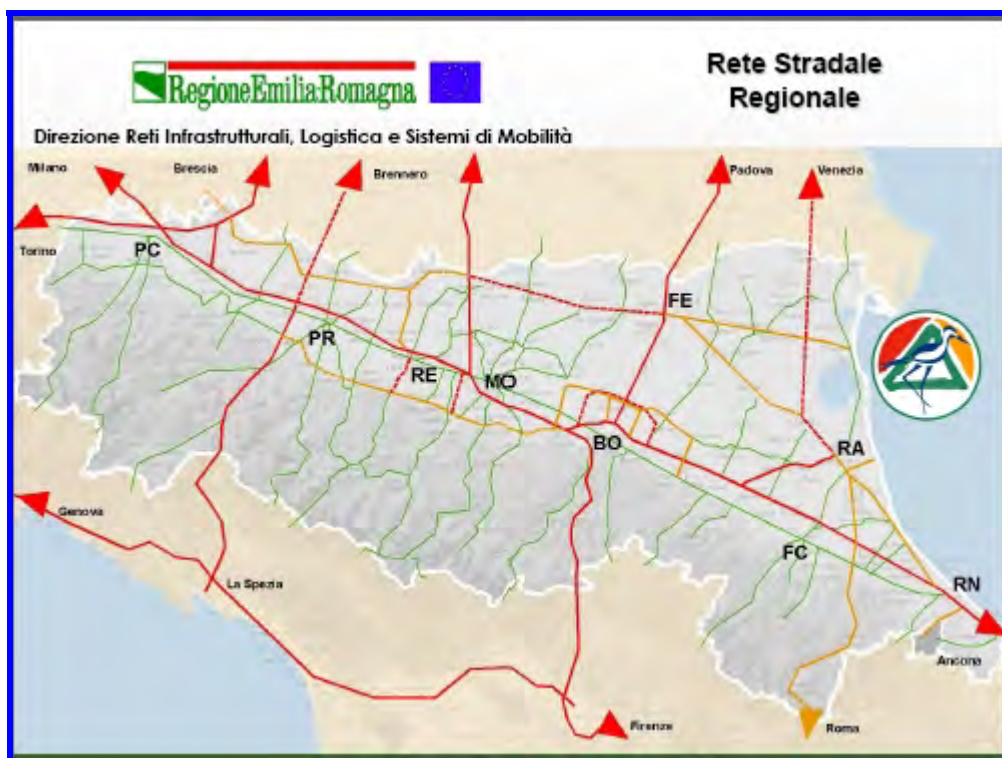 RegioneEmilia-Romagna
Rete Stradale
Regionale
Direzione Reti Infrastrutturali, Logistica e Sistemi di Mobilità
Milano
Brescia
Brennero
Padova
Venezia
Torino
PC
FE
PR
RE
MO
BO
RA
Genova
FC
La Spezia
RN
Ancona
Firenze
Roma